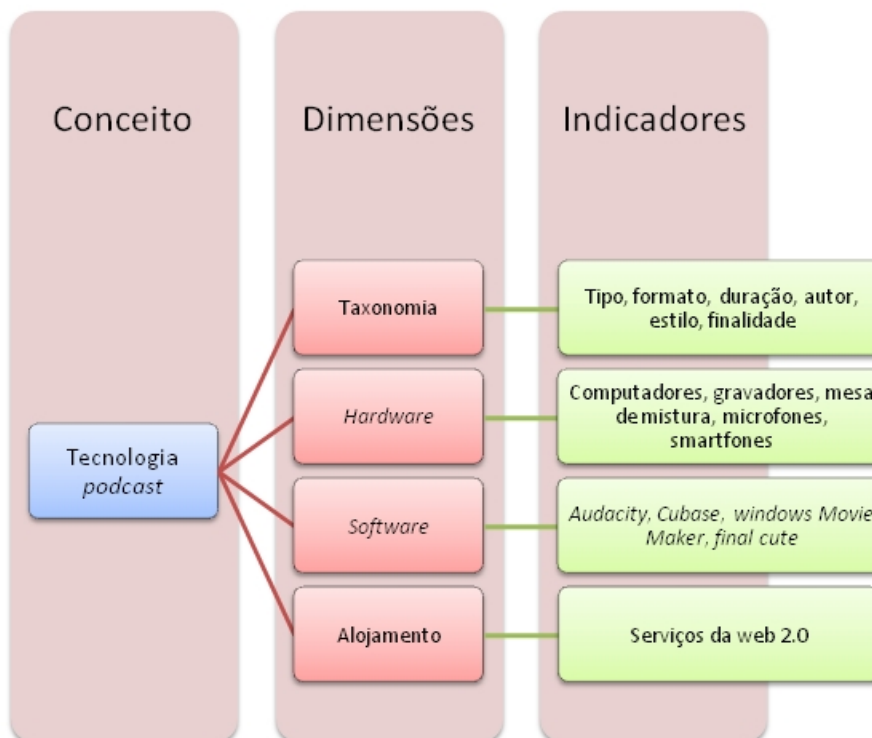 Conceito
Dimensões
Indicadores
Tecnologia
podcast
Taxonomia
Tipo, formato, duração, autor,
estilo, finalidade
Hardware
Computadores, gravadores, mesa
de mistura, microfones,
smartfones
Software
Audacity, Cubase, windows Movie
Maker, final cute
Alojamento
Serviços da web 2.0